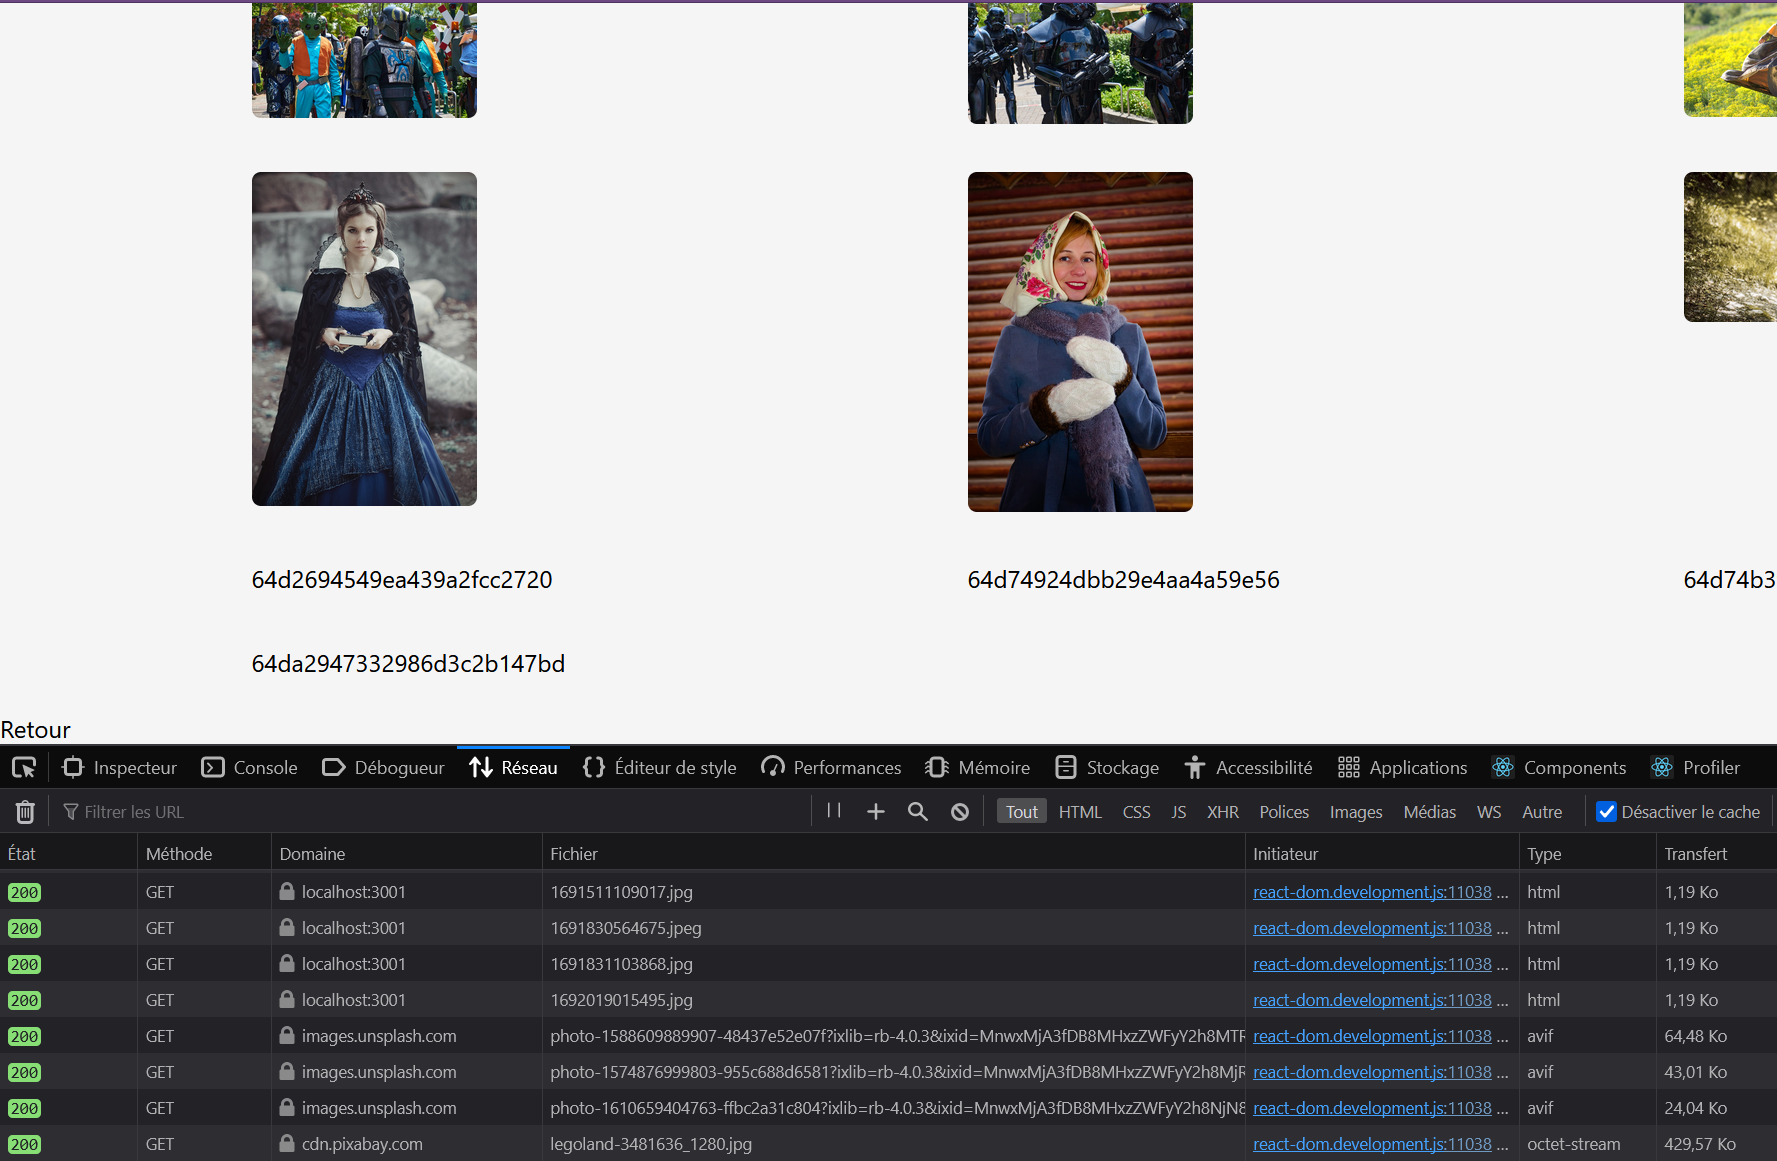 64d2694549ea439a2fcc2720 64d74924dbb29e4aa4a59e56 64d74b3
64da2947332986d3c2b147bd
Retour
Inspecteur Console Débogueur Réseau Éditeur de style Performances Mémoire Stockage Accessibilité Applications Components Profiler
Filtrer les URL Tout HTML CSS JS XHR Polices Images Médias WS Autre Désactiver le cache
État Méthode Domaine Fichier Initiateur Type Transfert
200 GET localhost:3001 1691511109017.jpg react-dom.development.js:11038 ... html 1,19 Ko
200 GET localhost:3001 1691830564675.jpeg react-dom.development.js:11038 ... html 1,19 Ko
200 GET localhost:3001 1691831103868.jpg react-dom.development.js:11038 ... html 1,19 Ko
200 GET localhost:3001 1692019015495.jpg react-dom.development.js:11038 ... html 1,19 Ko
200 GET images.unsplash.com photo-1588609889907-48437e52e07f?ixlib=rb-4.0.3&ixid=MnwxMjA3fDB8MHxzZWFyY2h8MTF react-dom.development.js:11038 ... avif 64,48 Ko
200 GET images.unsplash.com photo-1574876999803-955c688d6581?ixlib=rb-4.0.3&ixid=MnwxMjA3fDB8MHxzZWFyY2h8MjF react-dom.development.js:11038 ... avif 43,01 Ko
200 GET images.unsplash.com photo-1610659404763-ffbc2a31c804?ixlib=rb-4.0.3&ixid=MnwxMjA3fDB8MHxzZWFyY2h8NjN8 react-dom.development.js:11038 ... avif 24,04 Ko
200 GET cdn.pixabay.com legoland-3481636_1280.jpg react-dom.development.js:11038 ... octet-stream 429,57 Ko